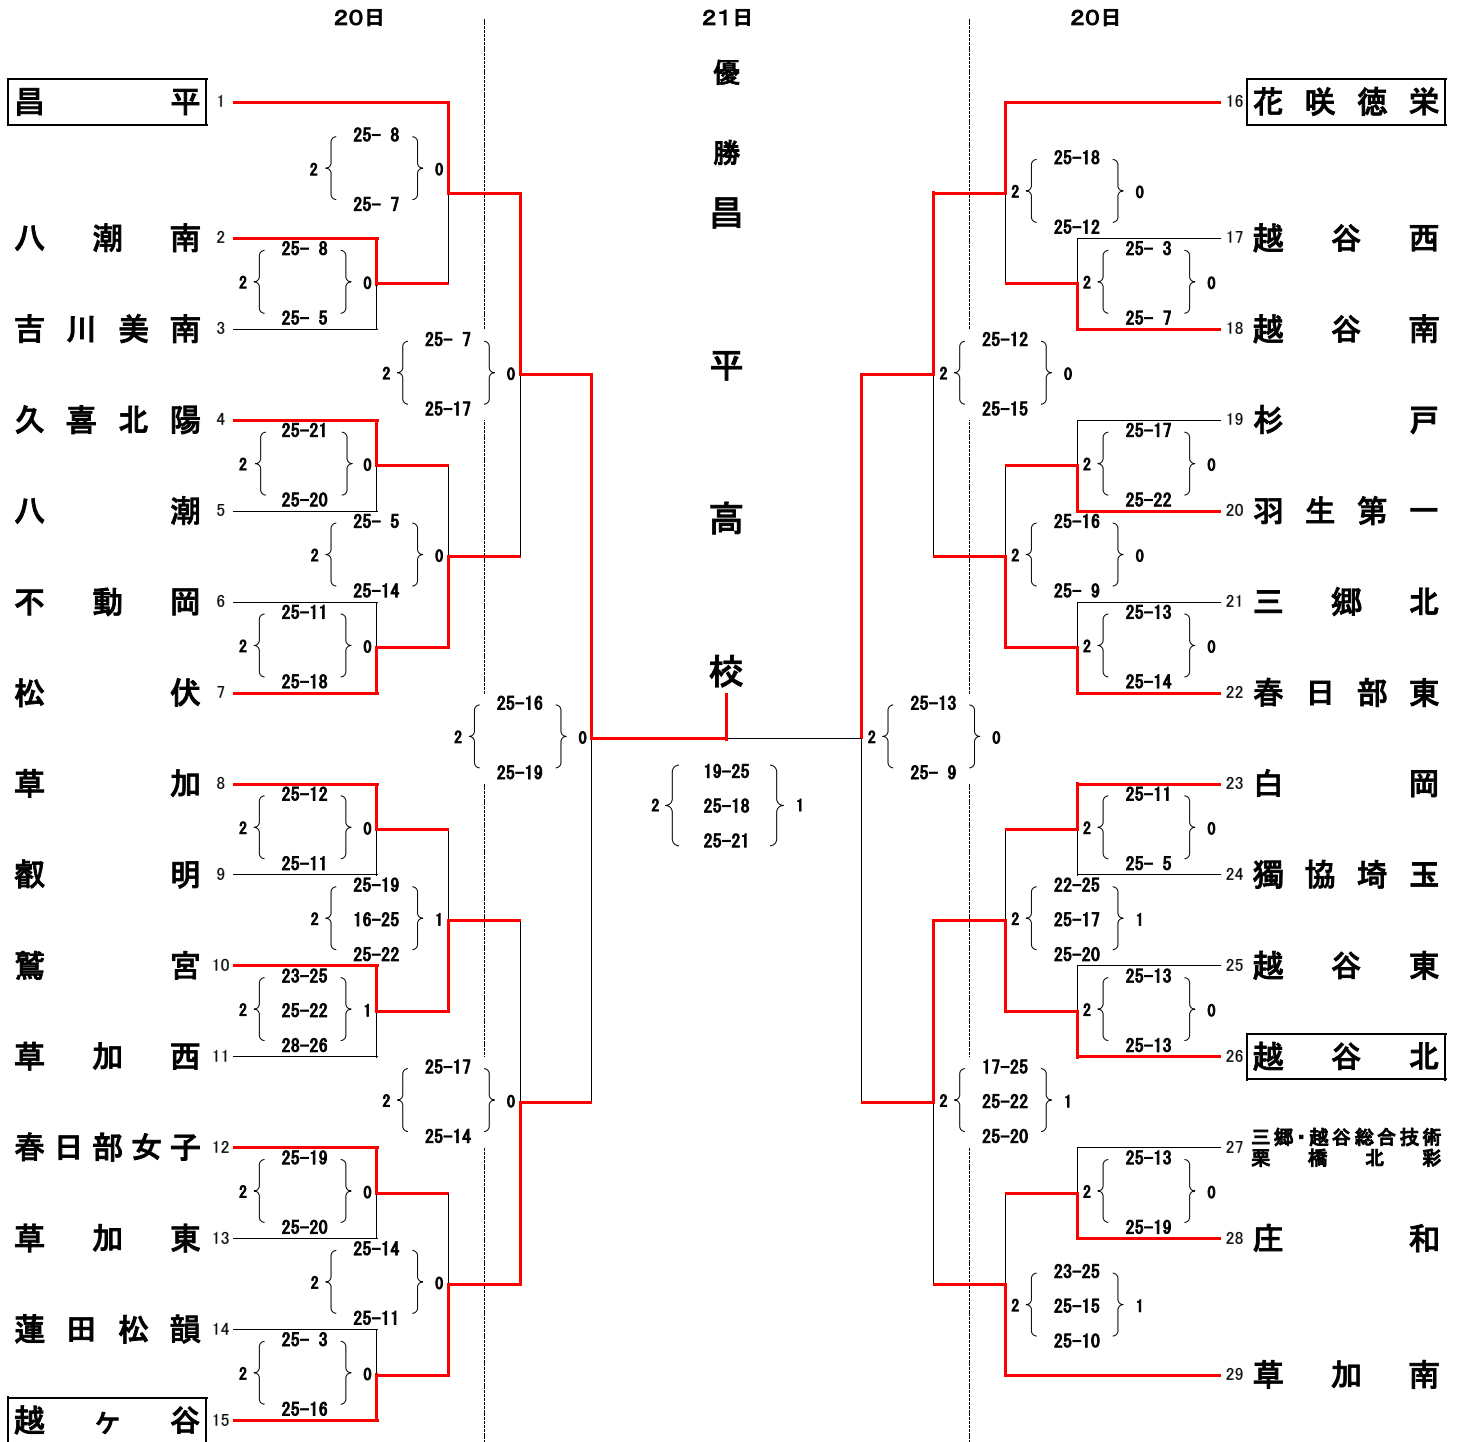 20日 21日 20日
優勝
昌平高校
昌平 1
八潮南 2
吉川美南 3
久喜北陽 4
八潮 5
不動岡 6
松伏 7
草加 8
叡明 9
鷲宮 10
草加西 11
春日部女子 12
草加東 13
蓮田松韻 14
越ヶ谷 15
2 25- 8 0
25- 7
2 25- 8 0
25- 5
2 25- 7 0
25-17
2 25-21 0
25-20
2 25- 5 0
25-14
2 25-11 0
25-18
2 25-16 0
25-19
2 25-12 0
25-11
2 25-19 1
16-25
25-22
2 23-25 1
25-22
28-26
2 25-17 0
25-14
2 25-19 0
25-20
2 25-14 0
25-11
2 25- 3 0
25-16
2 19-25 1
25-18
25-21
16 花咲徳栄
17 越谷西
18 越谷南
19 杉戸
20 羽生第一
21 三郷北
22 春日部東
23 白岡
24 獨協埼玉
25 越谷東
26 越谷北
27 三郷・越谷総合技術
栗橋北彩
28 庄和
29 草加南
2 25-18 0
25-12
2 25- 3 0
25- 7
2 25-12 0
25-15
2 25-17 0
25-22
2 25-16 0
25- 9
2 25-13 0
25-14
2 25-13 0
25- 9
2 25-11 0
25- 5
2 22-25 1
25-17
25-20
2 25-13 0
25-13
2 17-25 1
25-22
25-20
2 25-13 0
25-19
2 23-25 1
25-15
25-10